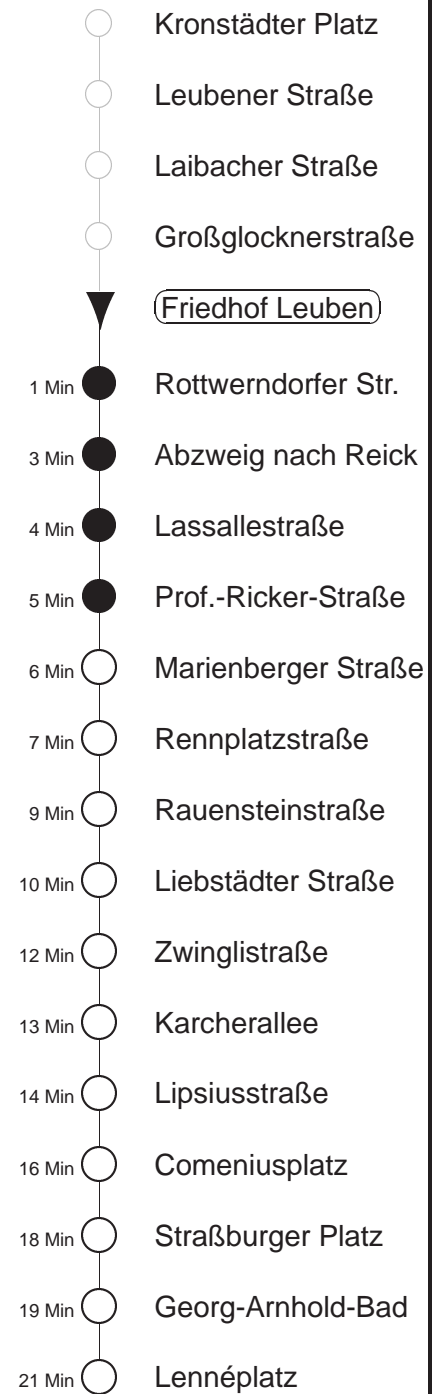 Kronstädter Platz
Leubener Straße
Laibacher Straße
Großglocknerstraße
Friedhof Leuben
1 Min Rottwerndorfer Str.
3 Min Abzweig nach Reick
4 Min Lassallestraße
5 Min Prof.-Ricker-Straße
6 Min Marienberger Straße
7 Min Rennplatzstraße
9 Min Rauensteinstraße
10 Min Liebstädter Straße
12 Min Zwinglistraße
13 Min Karcherallee
14 Min Lipsiusstraße
16 Min Comeniusplatz
18 Min Straßburger Platz
19 Min Georg-Arnhold-Bad
21 Min Lennéplatz